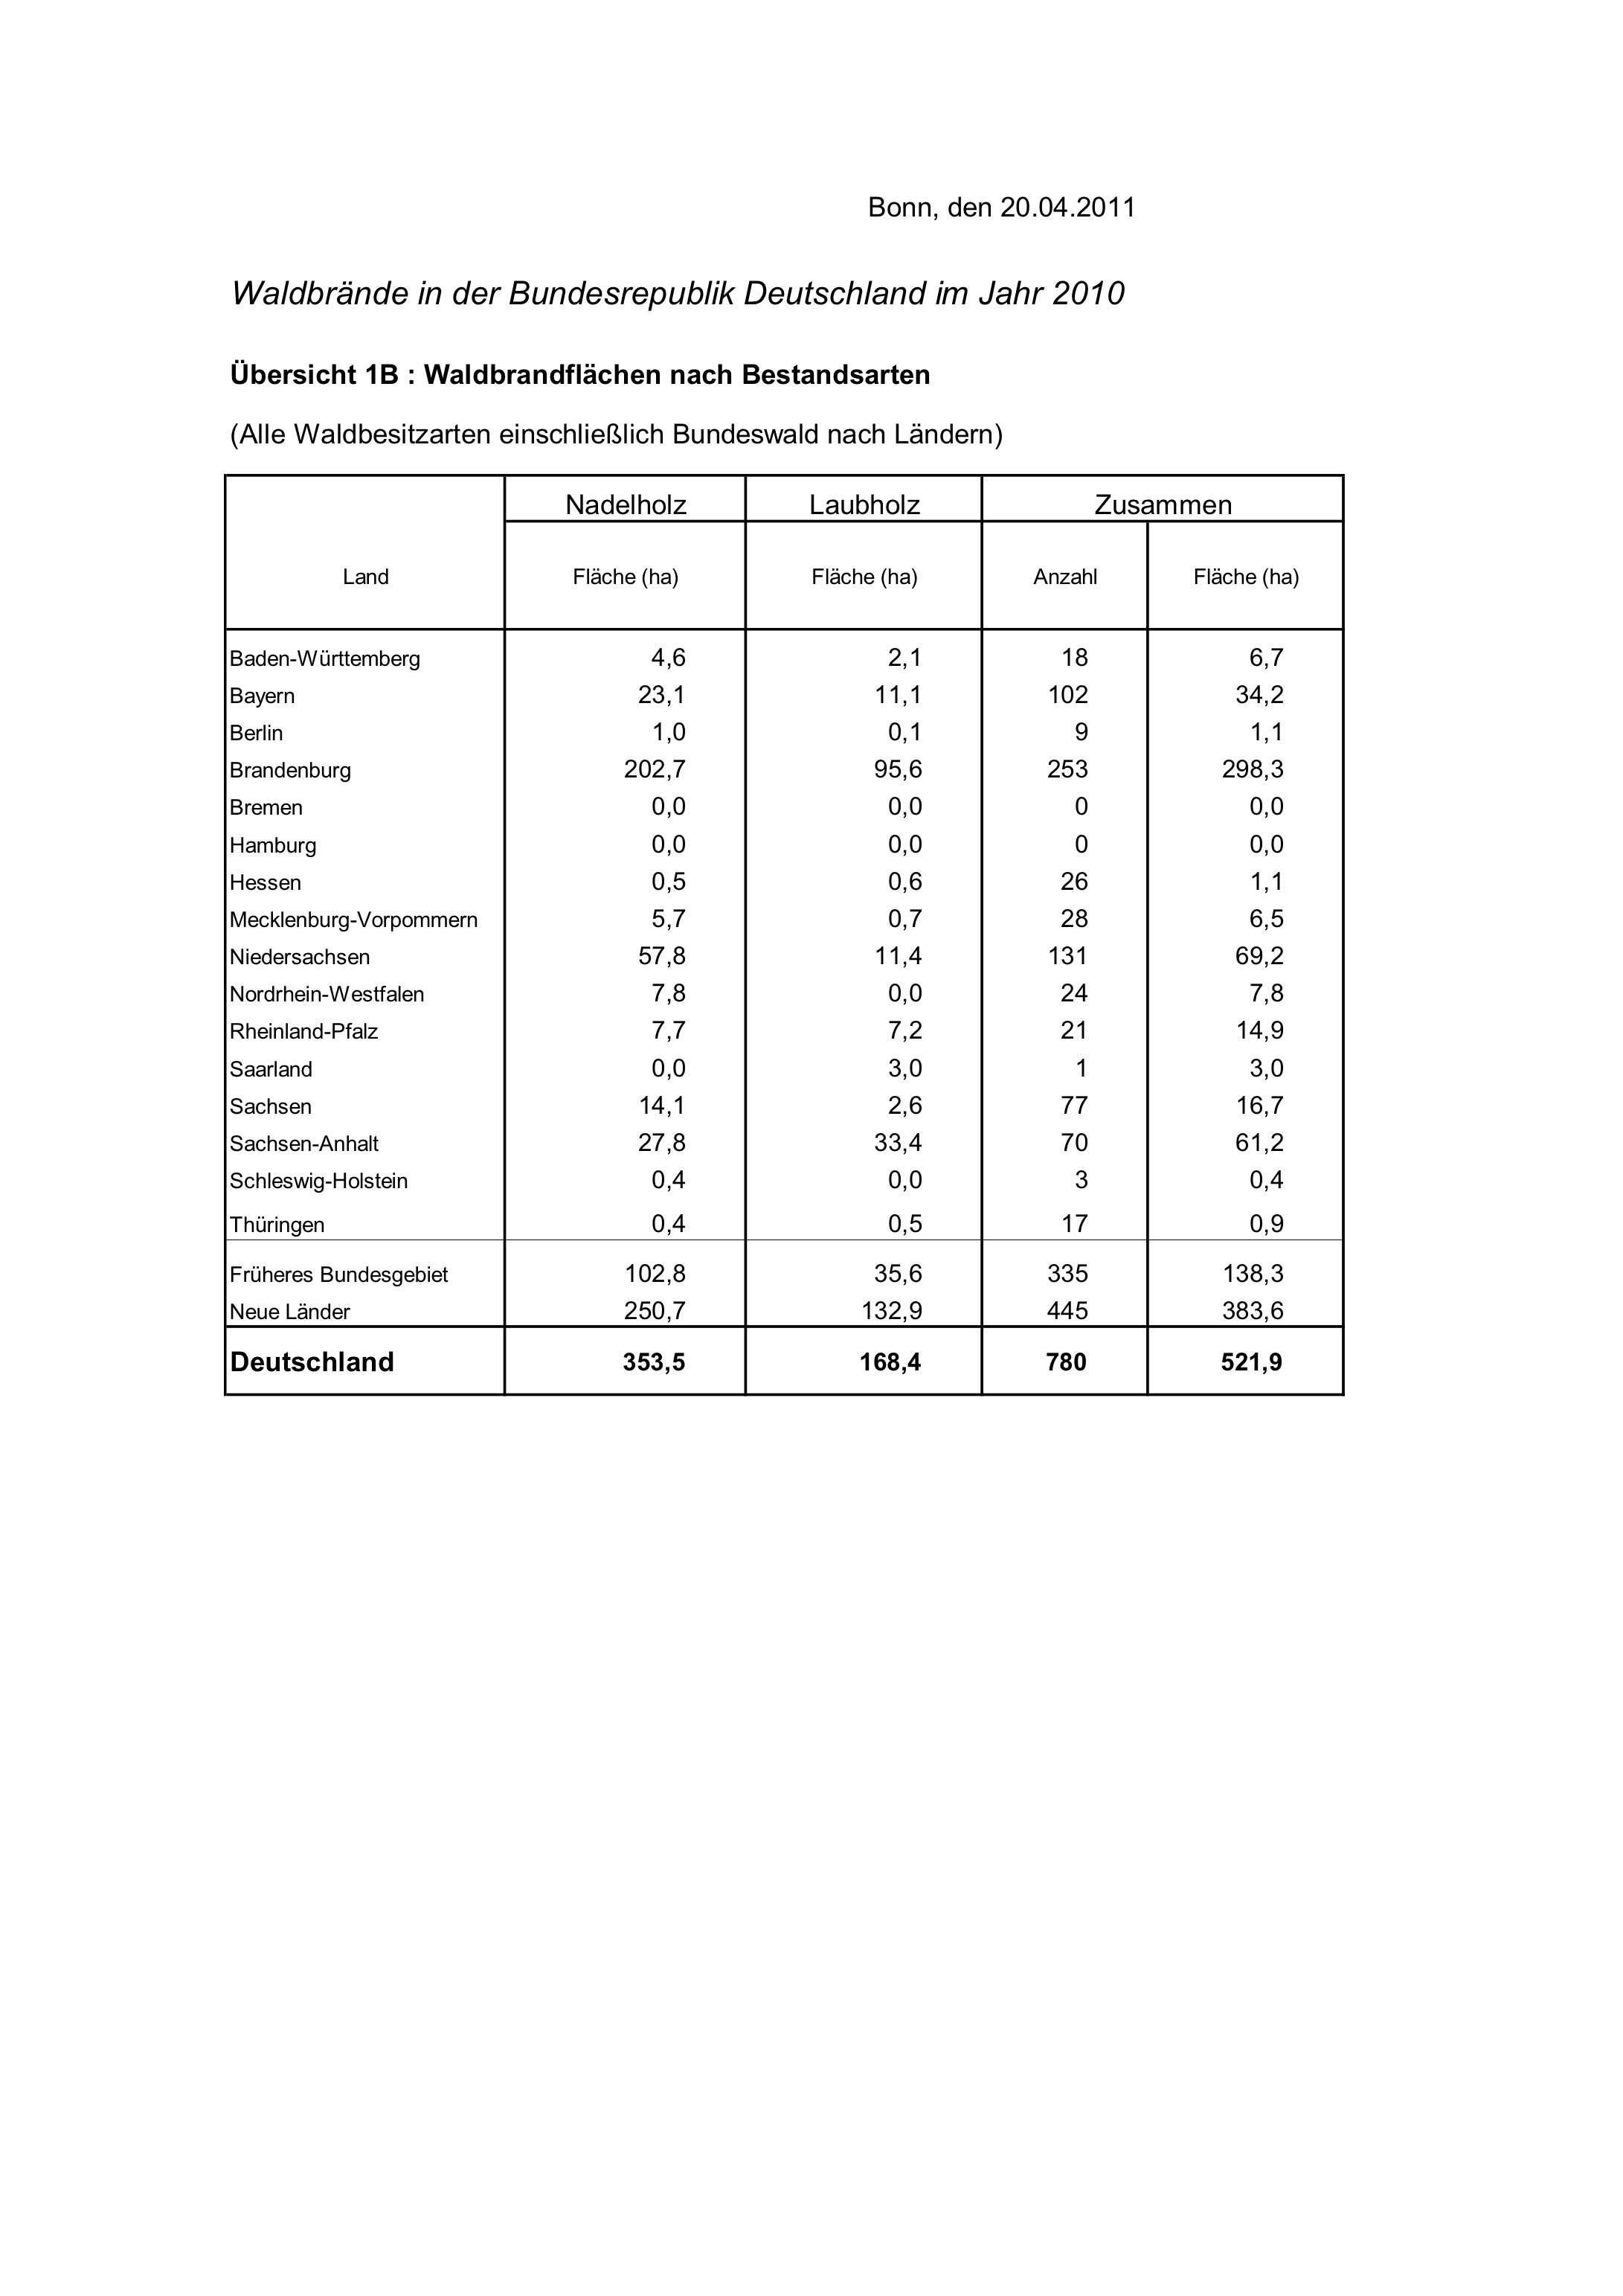 Bonn, den 20.04.2011
Waldbrände in der Bundesrepublik Deutschland im Jahr 2010
Übersicht 1B : Waldbrandflächen nach Bestandsarten
(Alle Waldbesitzarten einschließlich Bundeswald nach Ländern)
Nadelholz Laubholz Zusammen
Land Fläche (ha) Fläche (ha) Anzahl Fläche (ha)
Baden-Württemberg 4,6 2,1 18 6,7
Bayern 23,1 11,1 102 34,2
Berlin 1,0 0,1 9 1,1
Brandenburg 202,7 95,6 253 298,3
Bremen 0,0 0,0 0 0,0
Hamburg 0,0 0,0 0 0,0
Hessen 0,5 0,6 26 1,1
Mecklenburg-Vorpommern 5,7 0,7 28 6,5
Niedersachsen 57,8 11,4 131 69,2
Nordrhein-Westfalen 7,8 0,0 24 7,8
Rheinland-Pfalz 7,7 7,2 21 14,9
Saarland 0,0 3,0 1 3,0
Sachsen 14,1 2,6 77 16,7
Sachsen-Anhalt 27,8 33,4 70 61,2
Schleswig-Holstein 0,4 0,0 3 0,4
Thüringen 0,4 0,5 17 0,9
Früheres Bundesgebiet 102,8 35,6 335 138,3
Neue Länder 250,7 132,9 445 383,6
Deutschland 353,5 168,4 780 521,9